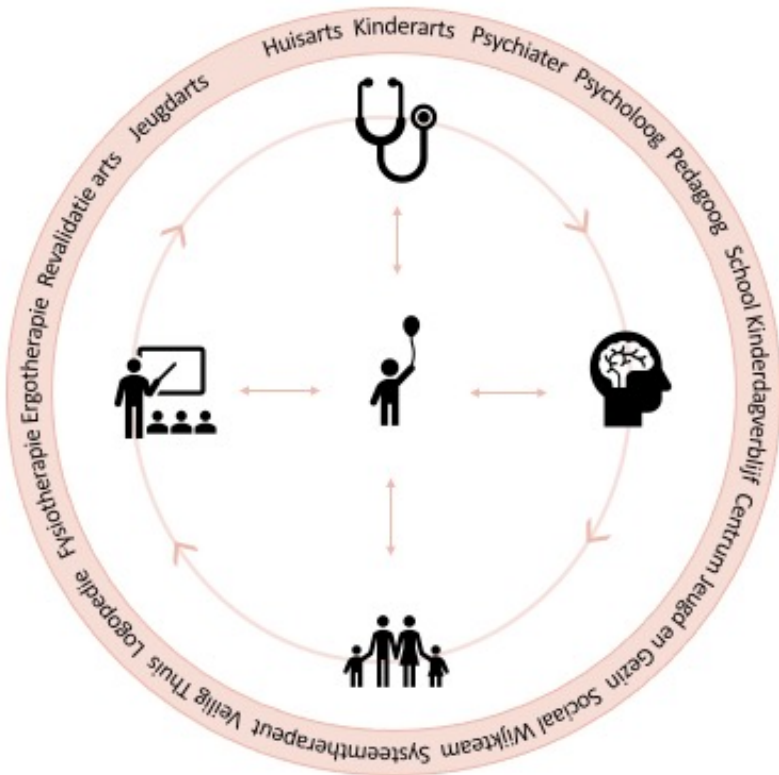 Huisarts
Kinderarts
Psychiater
Psycholoog
Pedagoog
School
Kinderdagverblijf
Centrum Jeugd en Gezin
Sociaal Wijkteam
Systeemtherapeut
Veilig Thuis
Logopedie
Fysiotherapie
Ergotherapie
Revalidatie arts
Jeugdarts